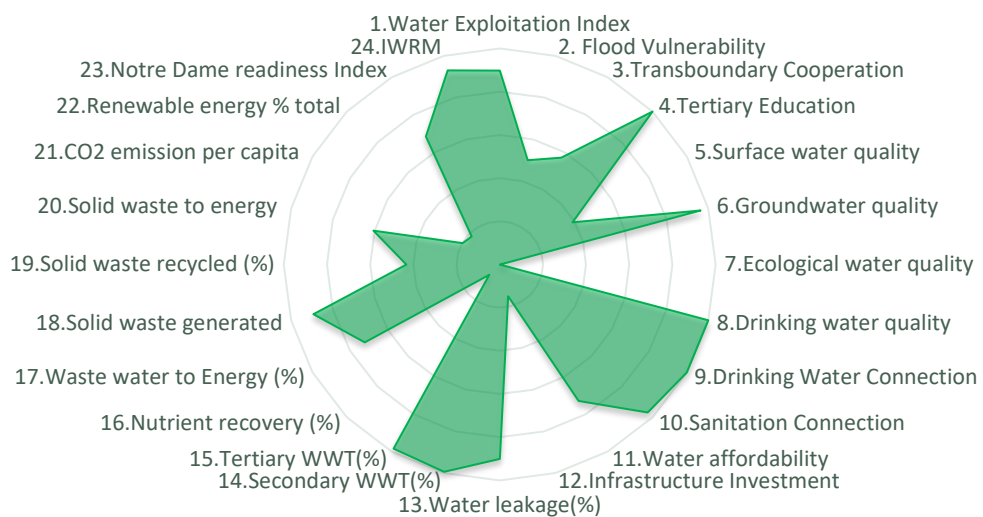 1.Water Exploitation Index
2. Flood Vulnerability
3.Transboundary Cooperation
4.Tertiary Education
5.Surface water quality
6.Groundwater quality
7.Ecological water quality
8.Drinking water quality
9.Drinking Water Connection
10.Sanitation Connection
11.Water affordability
12.Infrastructure Investment
13.Water leakage(%)
14.Secondary WWT(%)
15.Tertiary WWT(%)
16.Nutrient recovery (%)
17.Waste water to Energy (%)
18.Solid waste generated
19.Solid waste recycled (%)
20.Solid waste to energy
21.CO2 emission per capita
22.Renewable energy % total
23.Notre Dame readiness Index
24.IWRM